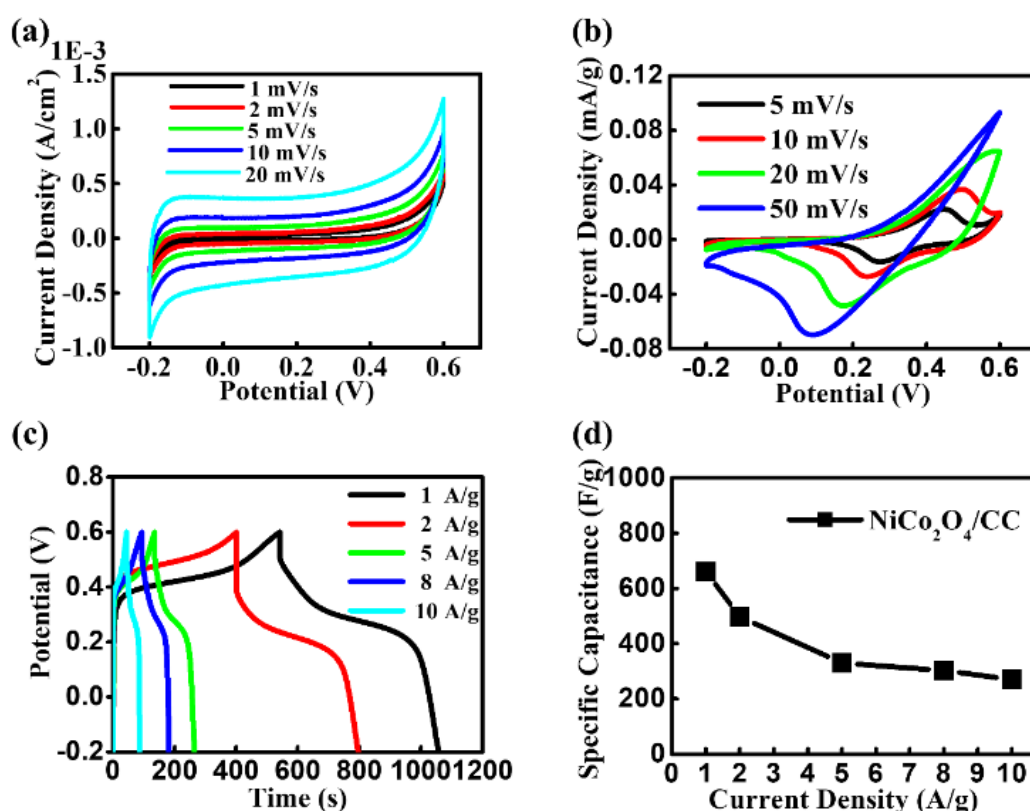 (a)
1E-3
Current Density (A/cm²)
1.5
1.0
0.5
0.0
-0.5
-1.0
1 mV/s
2 mV/s
5 mV/s
10 mV/s
20 mV/s
-0.2 0.0 0.2 0.4 0.6
Potential (V)
(b)
Current Density (mA/g)
0.12
0.08
0.04
0.00
-0.04
-0.08
5 mV/s
10 mV/s
20 mV/s
50 mV/s
-0.2 0.0 0.2 0.4 0.6
Potential (V)
(c)
Potential (V)
0.8
0.6
0.4
0.2
0.0
-0.2
1 A/g
2 A/g
5 A/g
8 A/g
10 A/g
0 200 400 600 800 1000 1200
Time (s)
(d)
Specific Capacitance (F/g)
1000
800
600
400
200
0
NiCo₂O₄/CC
0 1 2 3 4 5 6 7 8 9 10
Current Density (A/g)